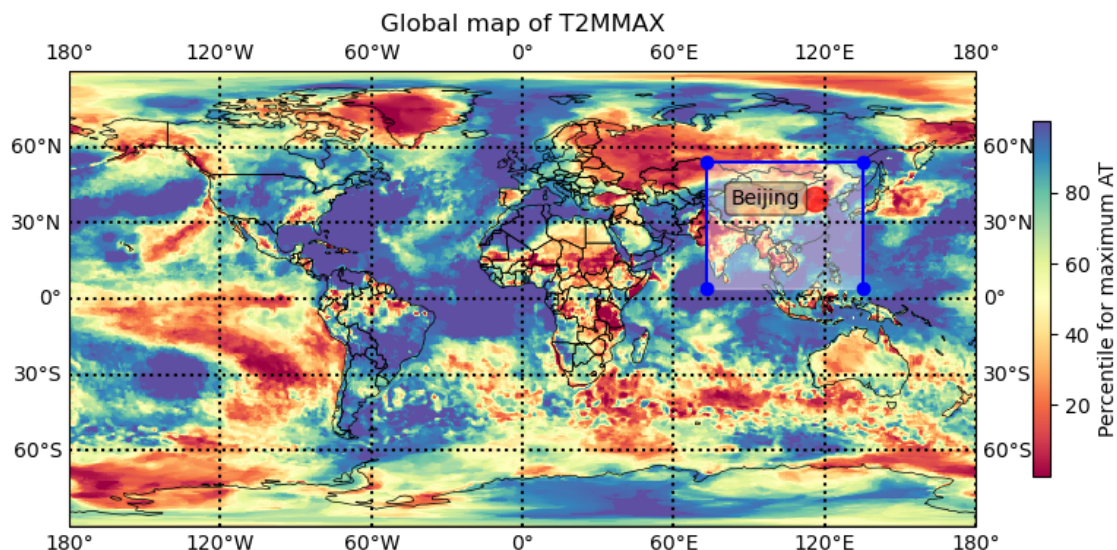 Global map of T2MMAX
180° 120°W 60°W 0° 60°E 120°E 180°
60°N 60°N
Beijing
80
30°N 30°N
60
0° 0°
40
30°S 30°S
20
60°S 60°S
180° 120°W 60°W 0° 60°E 120°E 180°
Percentile for maximum AT